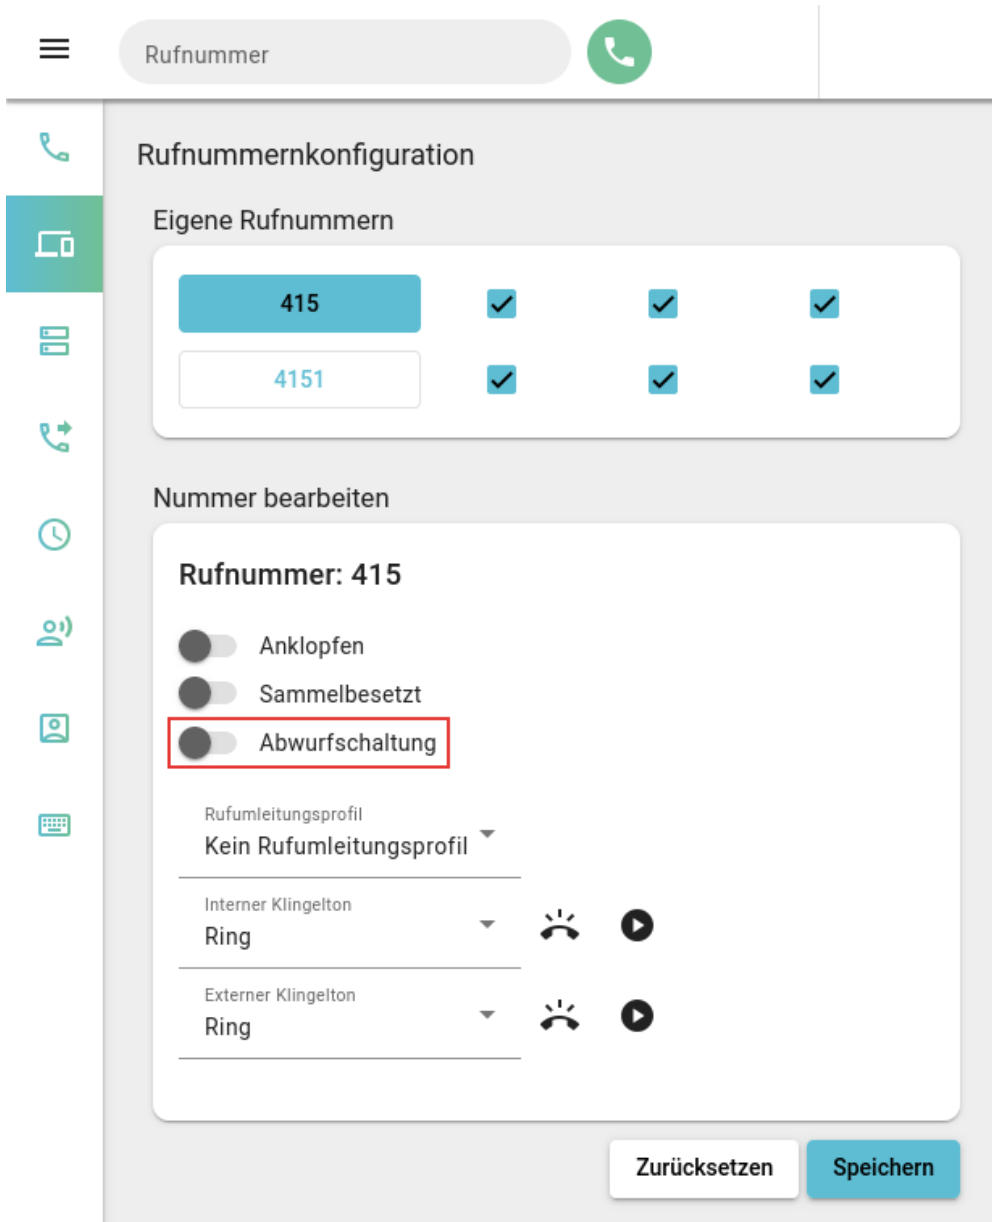 Rufnummer
Rufnummernkonfiguration
Eigene Rufnummern
415
4151
Nummer bearbeiten
Rufnummer: 415
Anklopfen
Sammelbesetzt
Abwurfschaltung
Rufumleitungsprofil
Kein Rufumleitungsprofil
Interner Klingelton
Ring
Externer Klingelton
Ring
Zurücksetzen Speichern